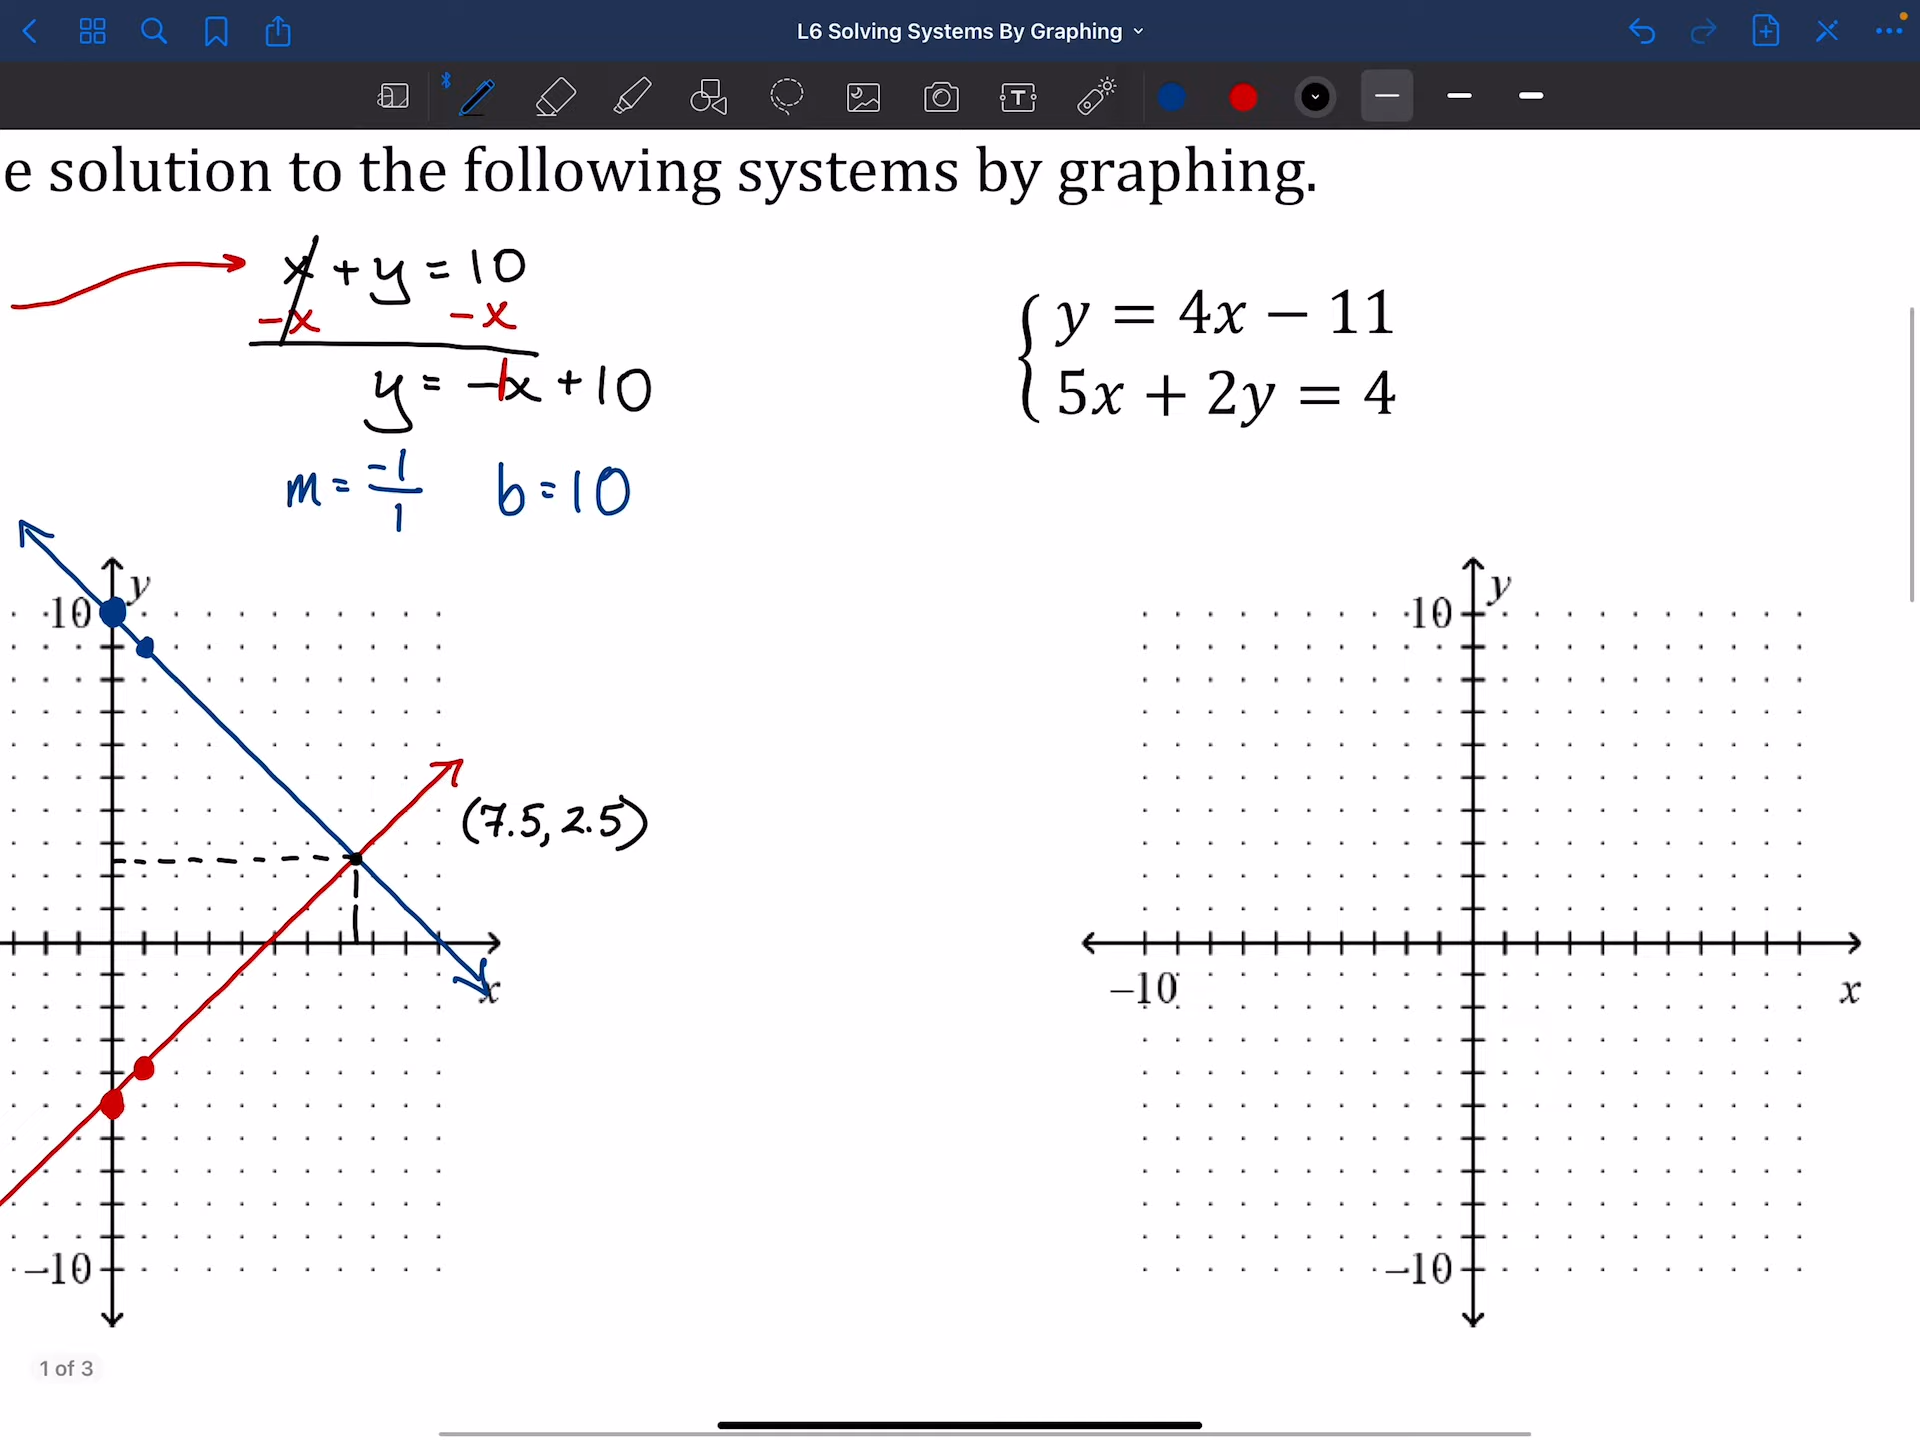 L6 Solving Systems By Graphing
e solution to the following systems by graphing.
x + y = 10
-x -x
y = -1x + 10
m = -1/1 b = 10
y = 4x − 11
5x + 2y = 4
y
10
(7.5, 2.5)
x
−10
y
10
−10
x
−10
1 of 3